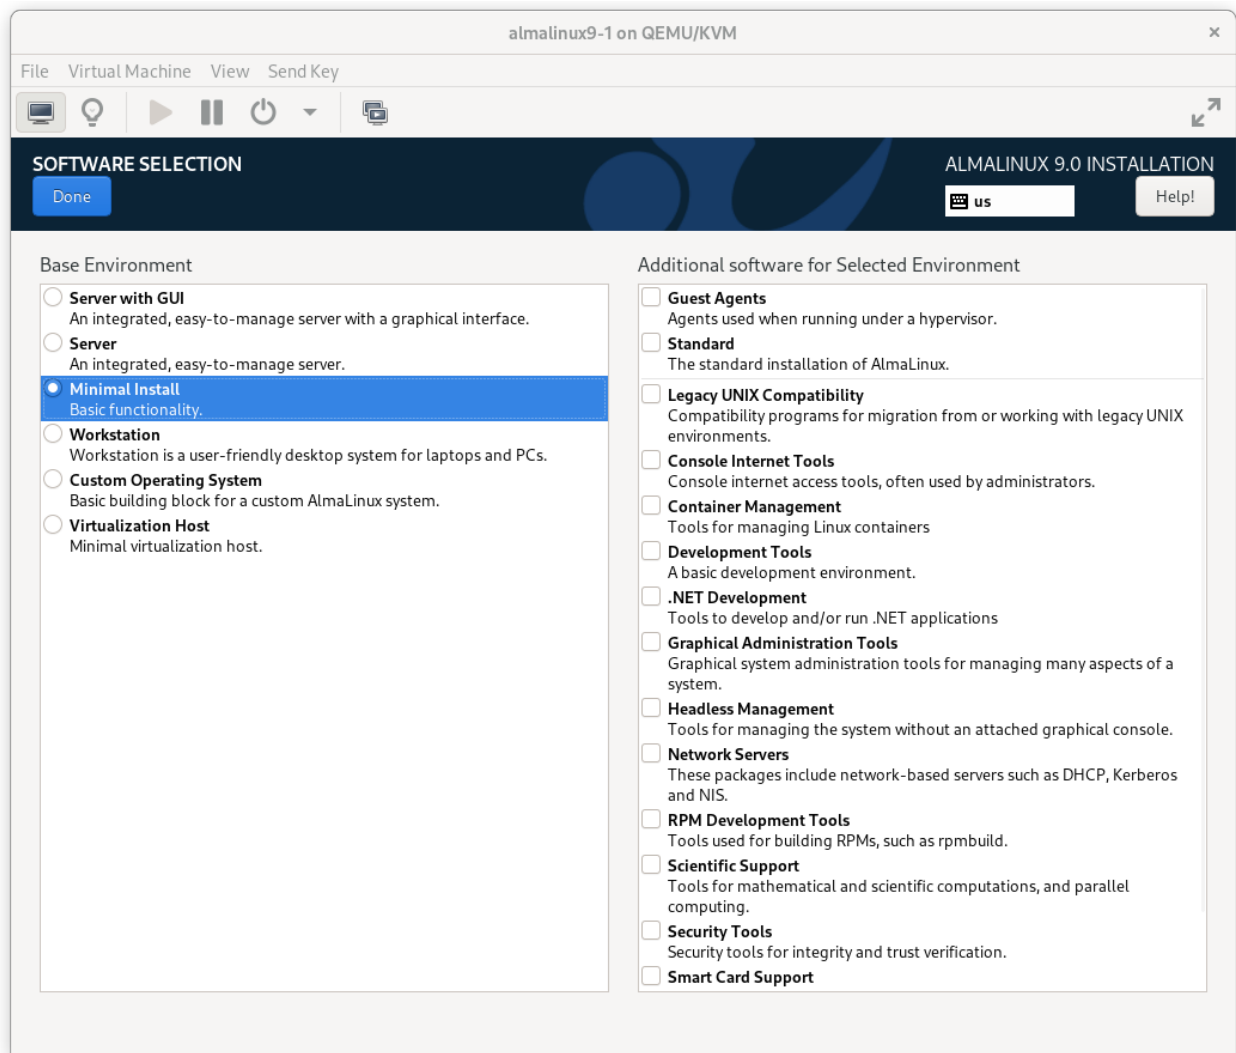 almalinux9-1 on QEMU/KVM
File Virtual Machine View Send Key
SOFTWARE SELECTION
Done
ALMALINUX 9.0 INSTALLATION
us
Help!
Base Environment
Server with GUI
An integrated, easy-to-manage server with a graphical interface.
Server
An integrated, easy-to-manage server.
Minimal Install
Basic functionality.
Workstation
Workstation is a user-friendly desktop system for laptops and PCs.
Custom Operating System
Basic building block for a custom AlmaLinux system.
Virtualization Host
Minimal virtualization host.
Additional software for Selected Environment
Guest Agents
Agents used when running under a hypervisor.
Standard
The standard installation of AlmaLinux.
Legacy UNIX Compatibility
Compatibility programs for migration from or working with legacy UNIX
environments.
Console Internet Tools
Console internet access tools, often used by administrators.
Container Management
Tools for managing Linux containers
Development Tools
A basic development environment.
.NET Development
Tools to develop and/or run .NET applications
Graphical Administration Tools
Graphical system administration tools for managing many aspects of a
system.
Headless Management
Tools for managing the system without an attached graphical console.
Network Servers
These packages include network-based servers such as DHCP, Kerberos
and NIS.
RPM Development Tools
Tools used for building RPMs, such as rpmbuild.
Scientific Support
Tools for mathematical and scientific computations, and parallel
computing.
Security Tools
Security tools for integrity and trust verification.
Smart Card Support